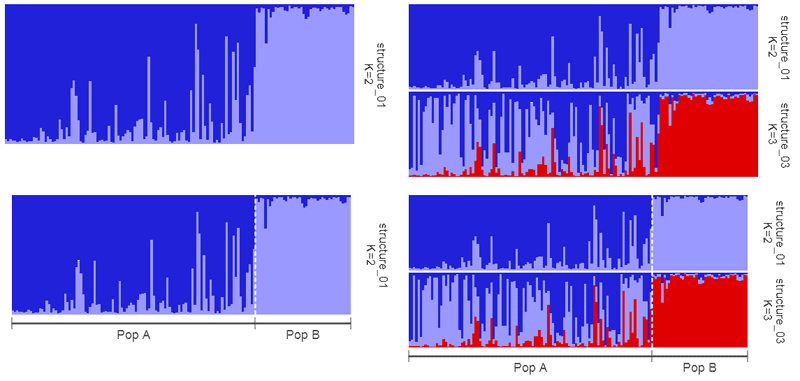 structure_01
K=2
structure_01
K=2
structure_03
K=3
structure_01
K=2
Pop A
Pop B
structure_01
K=2
structure_03
K=3
Pop A
Pop B